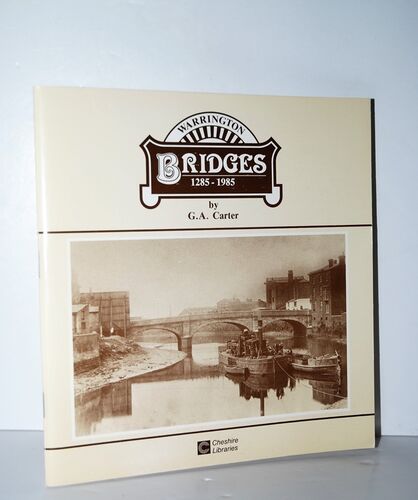 WARRINGTON
BRIDGES
1285-1985
by
G.A. Carter
Cheshire
Libraries